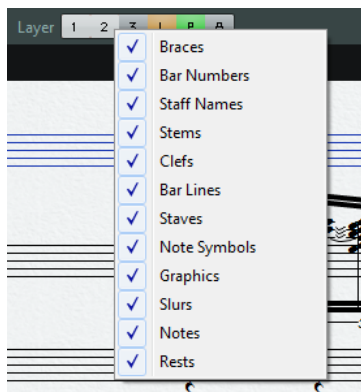 Layer 1 2 3 L P A
Braces
Bar Numbers
Staff Names
Stems
Clefs
Bar Lines
Staves
Note Symbols
Graphics
Slurs
Notes
Rests